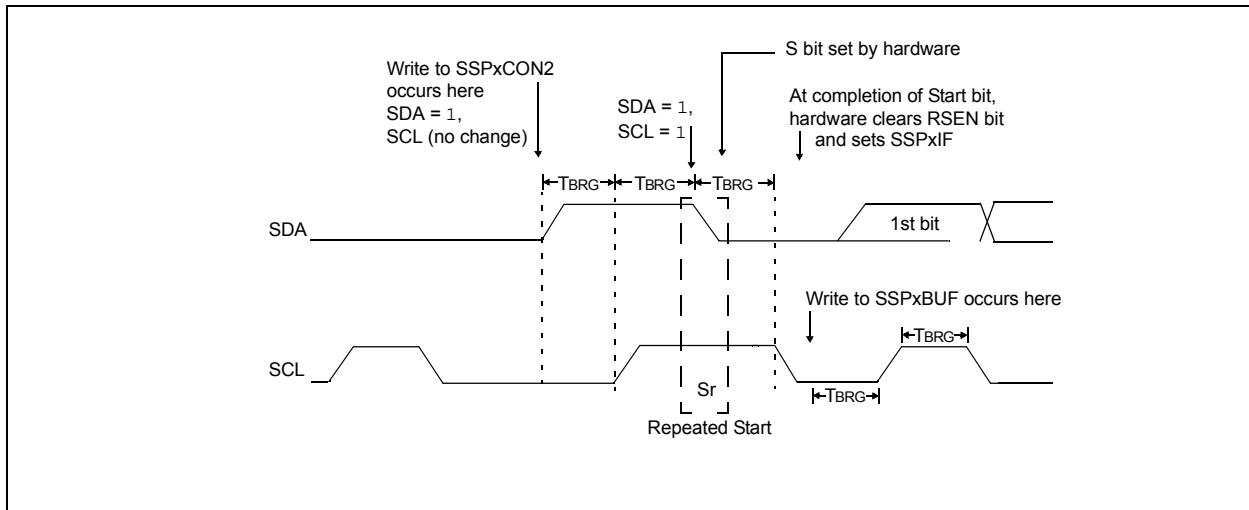 S bit set by hardware
Write to SSPxCON2
occurs here
SDA = 1,
SCL (no change)
SDA = 1,
SCL = 1
At completion of Start bit,
hardware clears RSEN bit
and sets SSPxIF
TBRG TBRG TBRG
SDA
1st bit
Write to SSPxBUF occurs here
TBRG
SCL
Sr
TBRG
Repeated Start